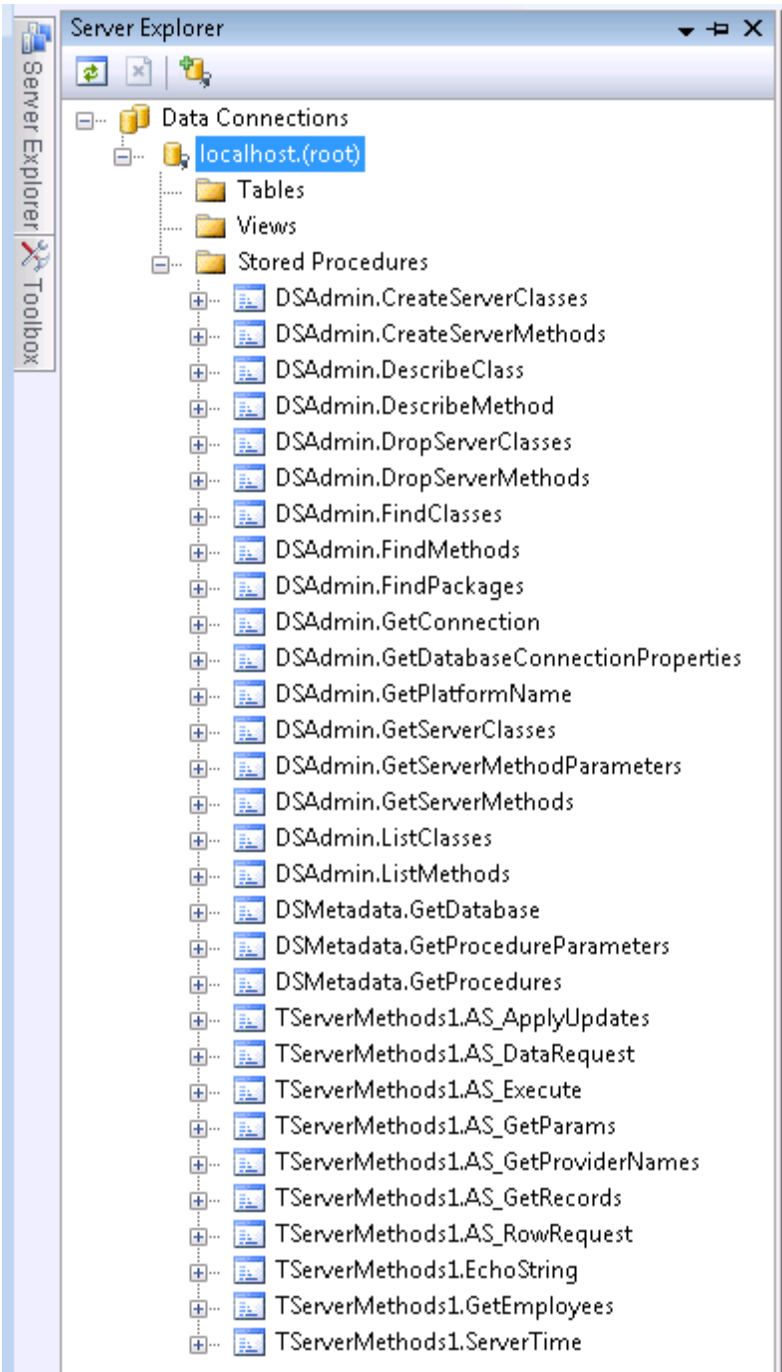 Server Explorer
Server Explorer
Toolbox
Data Connections
localhost.(root)
Tables
Views
Stored Procedures
DSAdmin.CreateServerClasses
DSAdmin.CreateServerMethods
DSAdmin.DescribeClass
DSAdmin.DescribeMethod
DSAdmin.DropServerClasses
DSAdmin.DropServerMethods
DSAdmin.FindClasses
DSAdmin.FindMethods
DSAdmin.FindPackages
DSAdmin.GetConnection
DSAdmin.GetDatabaseConnectionProperties
DSAdmin.GetPlatformName
DSAdmin.GetServerClasses
DSAdmin.GetServerMethodParameters
DSAdmin.GetServerMethods
DSAdmin.ListClasses
DSAdmin.ListMethods
DSMetadata.GetDatabase
DSMetadata.GetProcedureParameters
DSMetadata.GetProcedures
TServerMethods1.AS_ApplyUpdates
TServerMethods1.AS_DataRequest
TServerMethods1.AS_Execute
TServerMethods1.AS_GetParams
TServerMethods1.AS_GetProviderNames
TServerMethods1.AS_GetRecords
TServerMethods1.AS_RowRequest
TServerMethods1.EchoString
TServerMethods1.GetEmployees
TServerMethods1.ServerTime